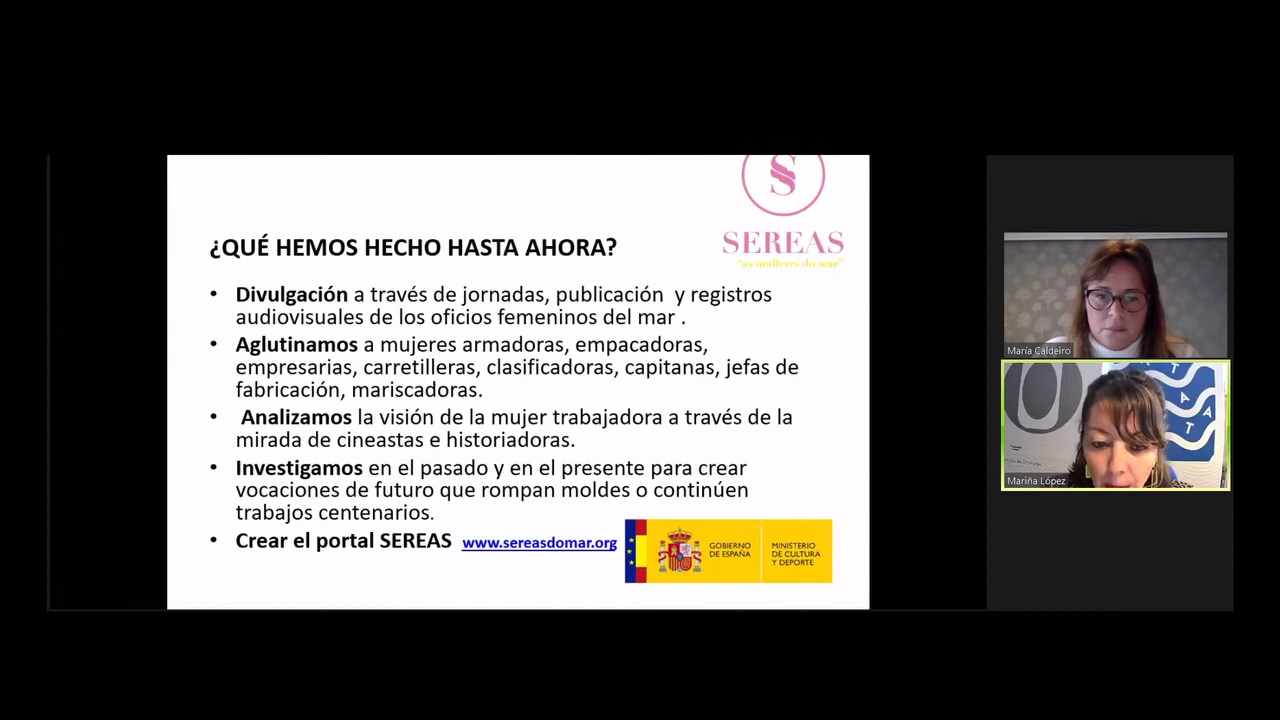 S
SEREAS
"as mulleres do mar"
¿QUÉ HEMOS HECHO HASTA AHORA?
• Divulgación a través de jornadas, publicación y registros
audiovisuales de los oficios femeninos del mar .
• Aglutinamos a mujeres armadoras, empacadoras,
empresarias, carretilleras, clasificadoras, capitanas, jefas de
fabricación, mariscadoras.
• Analizamos la visión de la mujer trabajadora a través de la
mirada de cineastas e historiadoras.
• Investigamos en el pasado y en el presente para crear
vocaciones de futuro que rompan moldes o continúen
trabajos centenarios.
• Crear el portal SEREAS www.sereasdomar.org
GOBIERNO
DE ESPAÑA
MINISTERIO
DE CULTURA
Y DEPORTE
María Caldeiro
Mariña López